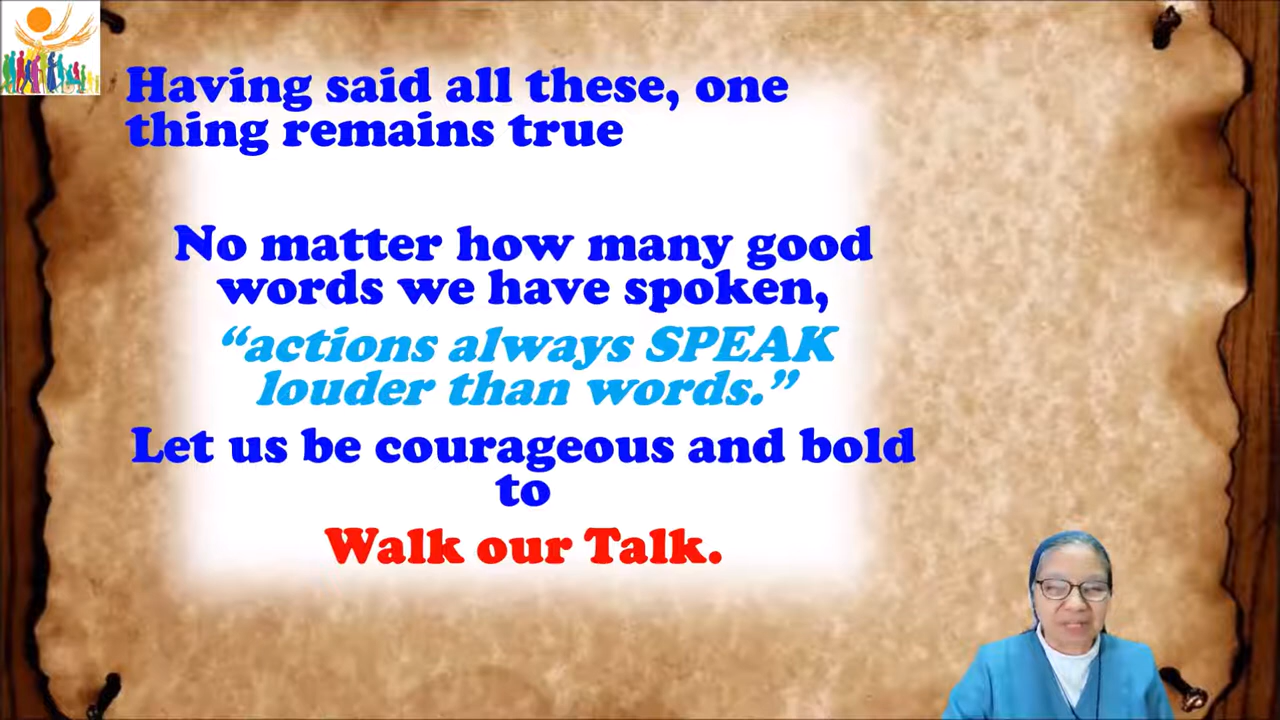 Having said all these, one
thing remains true
No matter how many good
words we have spoken,
“actions always SPEAK
louder than words.”
Let us be courageous and bold
to
Walk our Talk.